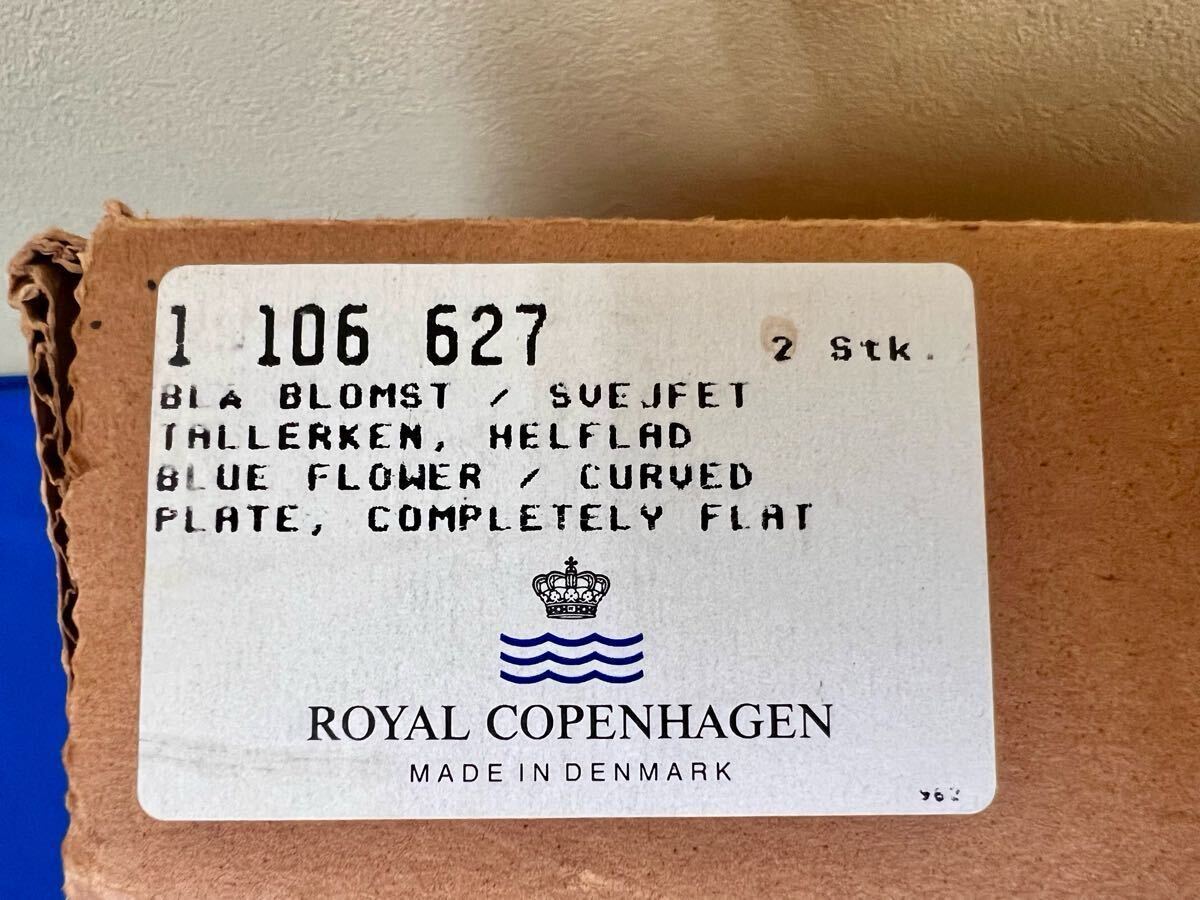 1 106 627 2 Stk.
BLA BLOMST / SVEJFET
TALLERKEN, HELFLAD
BLUE FLOWER / CURVED
PLATE, COMPLETELY FLAT
ROYAL COPENHAGEN
MADE IN DENMARK